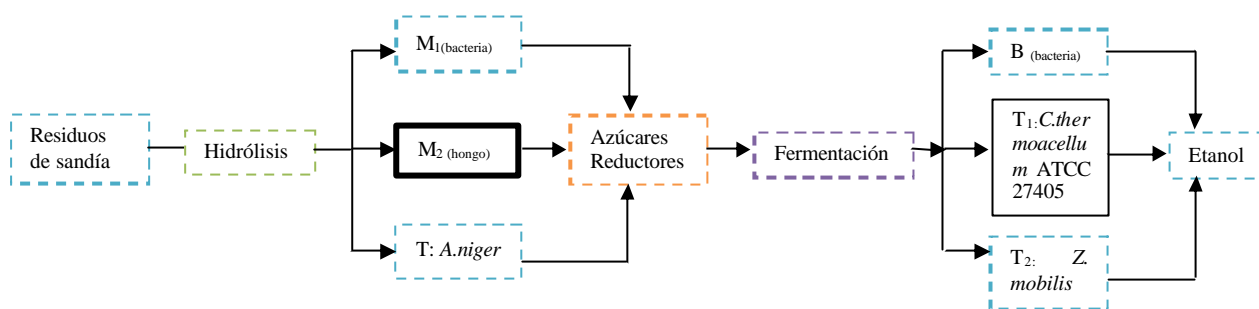 Residuos
de sandía
Hidrólisis
M1(bacteria)
M2 (hongo)
T: A.niger
Azúcares
Reductores
Fermentación
B (bacteria)
T1:C.ther
moacellu
m ATCC
27405
T2: Z.
mobilis
Etanol